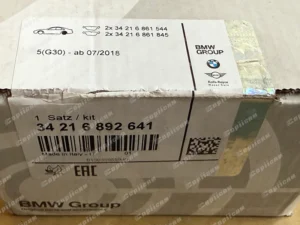 2x 34 21 6 861 544
2x 34 21 6 861 845
5(G30) - ab 07/2018
BMW
GROUP
1 Satz / kit
34 21 6 892 641
Made in Italy
EAC
BMW Group